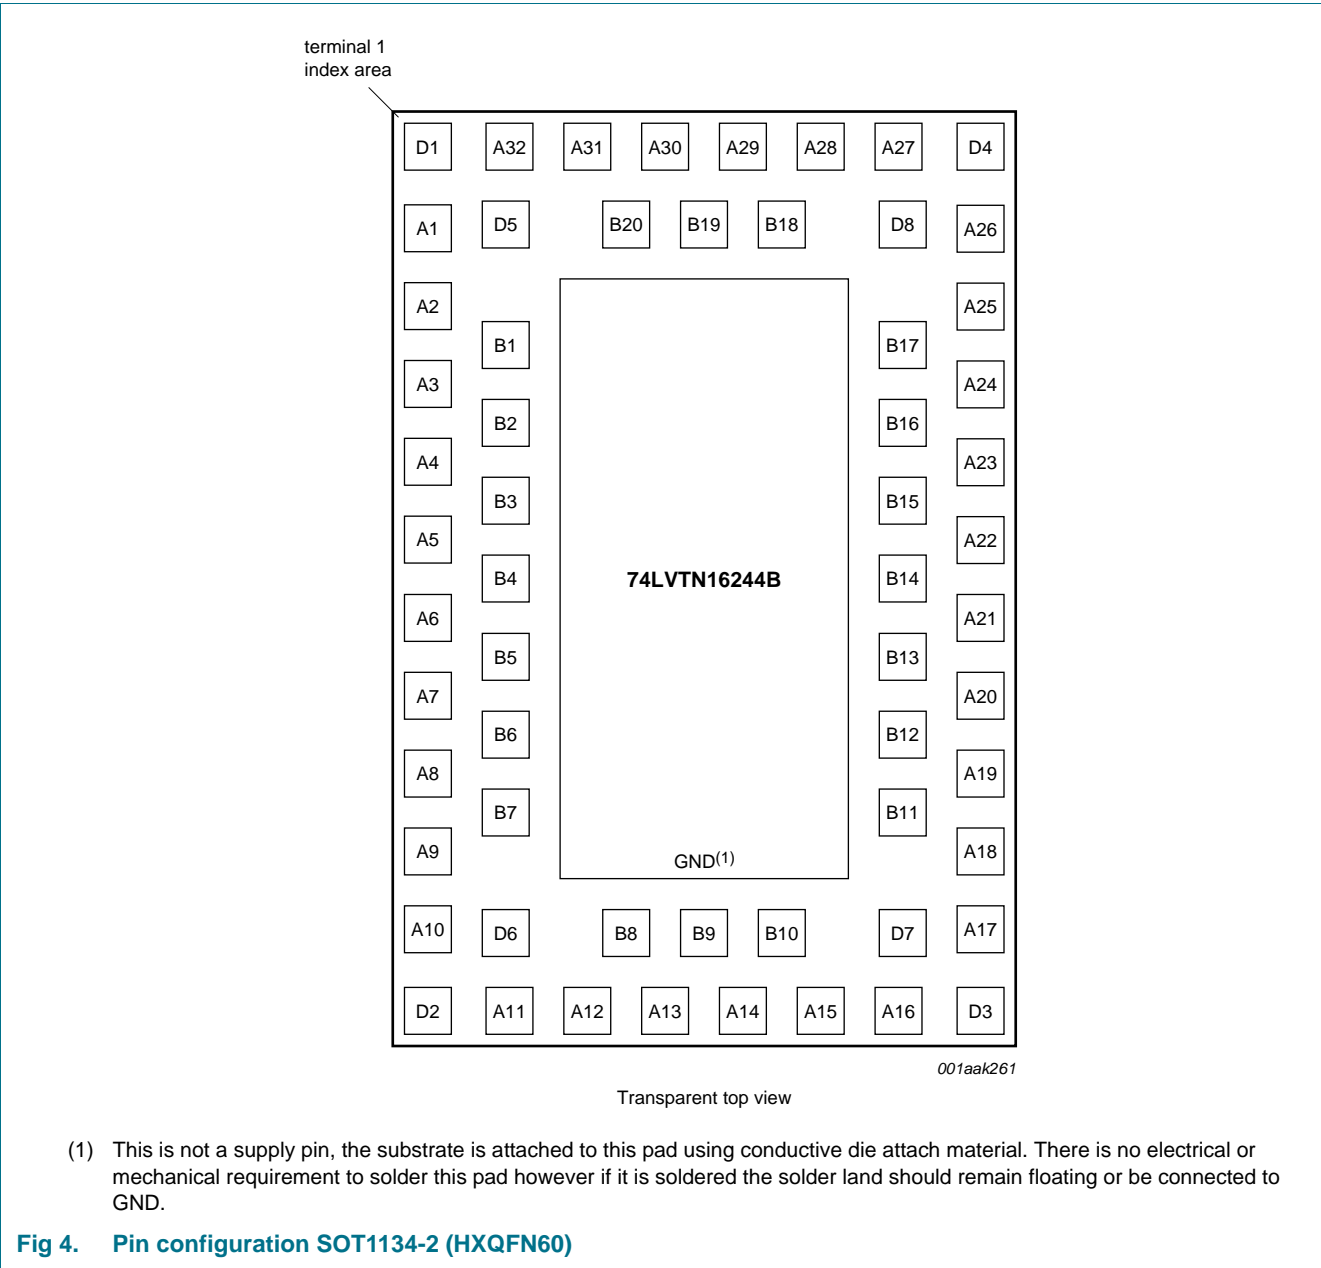 terminal 1
index area
D1 A32 A31 A30 A29 A28 A27 D4
A1 D5 B20 B19 B18 D8 A26
A2 A25
B1 B17
A3 A24
B2 B16
A4 A23
B3 B15
A5 A22
B4 74LVTN16244B B14
A6 A21
B5 B13
A7 A20
B6 B12
A8 A19
B7 B11
A9 GND(1) A18
A10 D6 B8 B9 B10 D7 A17
D2 A11 A12 A13 A14 A15 A16 D3
001aak261
Transparent top view
(1) This is not a supply pin, the substrate is attached to this pad using conductive die attach material. There is no electrical or
mechanical requirement to solder this pad however if it is soldered the solder land should remain floating or be connected to
GND.
Fig 4. Pin configuration SOT1134-2 (HXQFN60)